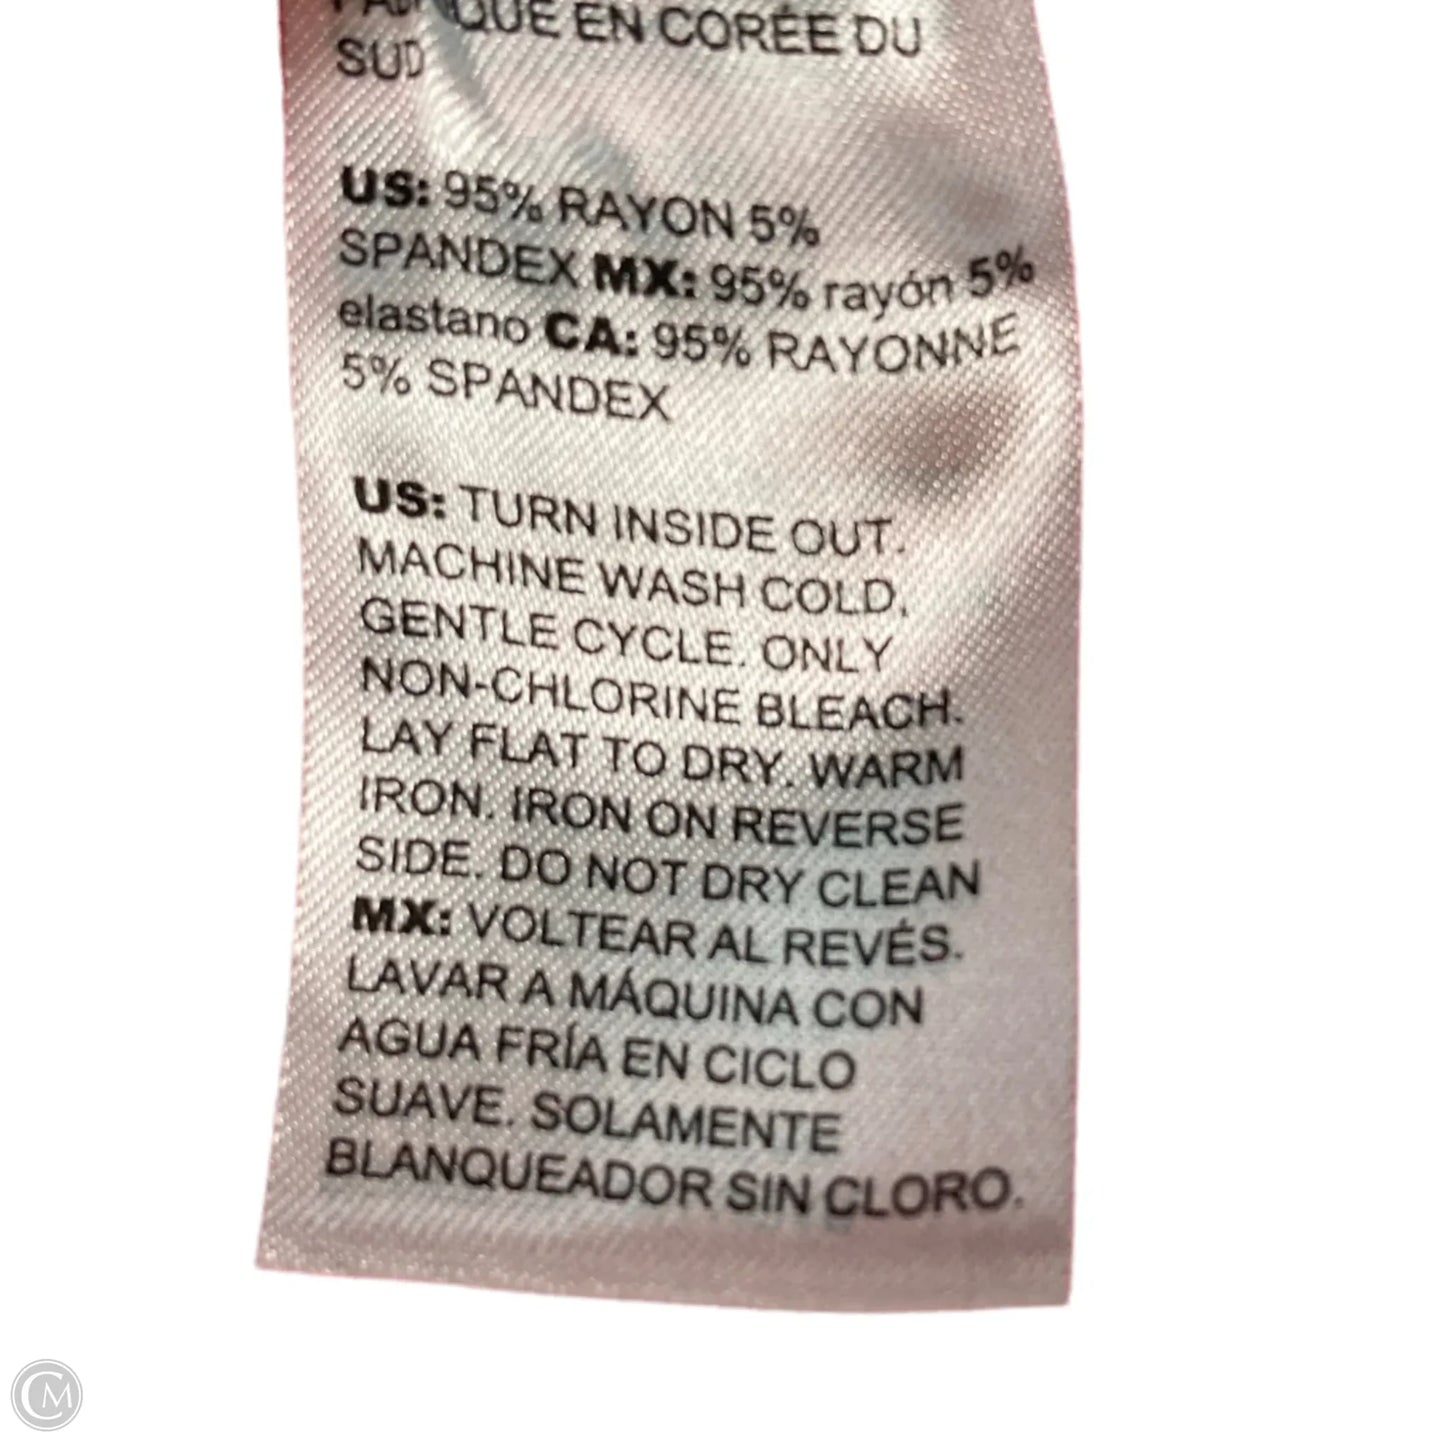 QUÉ EN CORÉE DU
SUD
US: 95% RAYON 5%
SPANDEX MX: 95% rayón 5%
elastano CA: 95% RAYONNE
5% SPANDEX
US: TURN INSIDE OUT.
MACHINE WASH COLD,
GENTLE CYCLE. ONLY
NON-CHLORINE BLEACH.
LAY FLAT TO DRY. WARM
IRON. IRON ON REVERSE
SIDE. DO NOT DRY CLEAN
MX: VOLTEAR AL REVÉS.
LAVAR A MÁQUINA CON
AGUA FRÍA EN CICLO
SUAVE. SOLAMENTE
BLANQUEADOR SIN CLORO.
CM